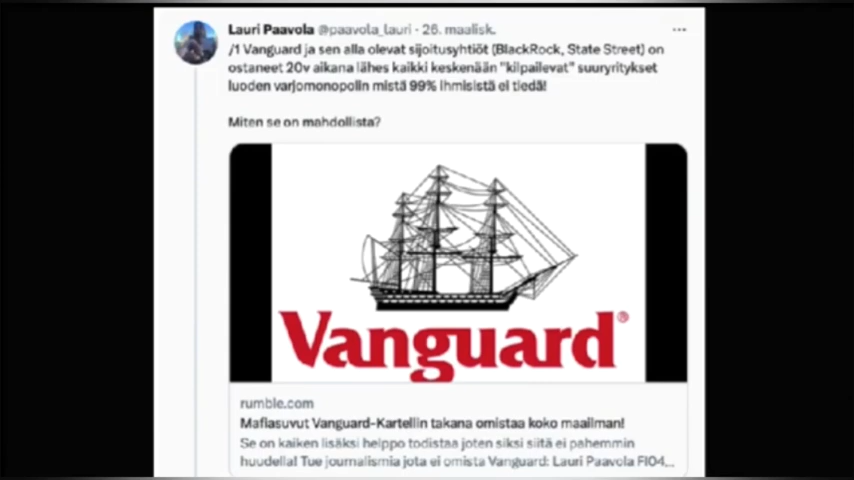 Lauri Paavola @paavola_lauri · 26. maalisk.
/1 Vanguard ja sen alla olevat sijoitusyhtiöt (BlackRock, State Street) on
ostaneet 20v aikana lähes kaikki keskenään "kilpailevat" suuryritykset
luoden varjomonopolin mistä 99% ihmisistä ei tiedä!
Miten se on mahdollista?
Vanguard®
rumble.com
Mafiasuvut Vanguard-Kartellin takana omistaa koko maailman!
Se on kaiken lisäksi helppo todistaa joten siksi siitä ei pahemmin
huudella! Tue journalismia jota ei omista Vanguard: Lauri Paavola FI04...